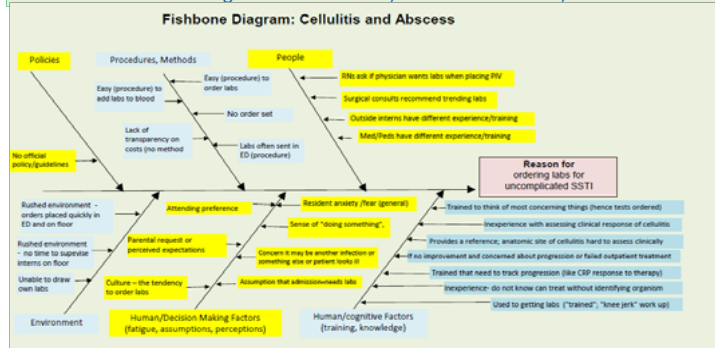 Fishbone Diagram: Cellulitis and Abscess
Policies
Procedures, Methods
People
Easy (procedure) to
order labs
Easy (procedure) to
add labs to blood
No order set
Lack of
transparency on
costs (no method
Labs often sent in
ED (procedure)
RNs ask if physician wants labs when placing PIV
Surgical consults recommend trending labs
Outside interns have different experience/training
Med/Peds have different experience/training
No official
policy/guidelines
Reason for
ordering labs for
uncomplicated SSTI
Rushed environment -
orders placed quickly in
ED and on floor
Rushed environment
- no time to supevise
interns on floor
Unable to draw
own labs
Environment
Attending preference
Resident anxiety /fear (general)
Sense of "doing something",
Parental request or
perceived expectations
Concern it may be another infection or
something else or patient looks ill
Culture – the tendency
to order labs
Assumption that admission=needs labs
Human/Decision Making Factors
(fatigue, assumptions, perceptions)
Trained to think of most concerning things (hence tests ordered)
Inexperience with assessing clinical response of cellulitis
Provides a reference; anatomic site of cellulitis hard to assess clinically
If no improvement and concerned about progression or failed outpatient treatment
Trained that need to track progression (like CRP response to therapy)
Inexperience- do not know can treat without identifying organism
Used to getting labs ("trained", "knee jerk" work up)
Human/cognitive Factors
(training, knowledge)